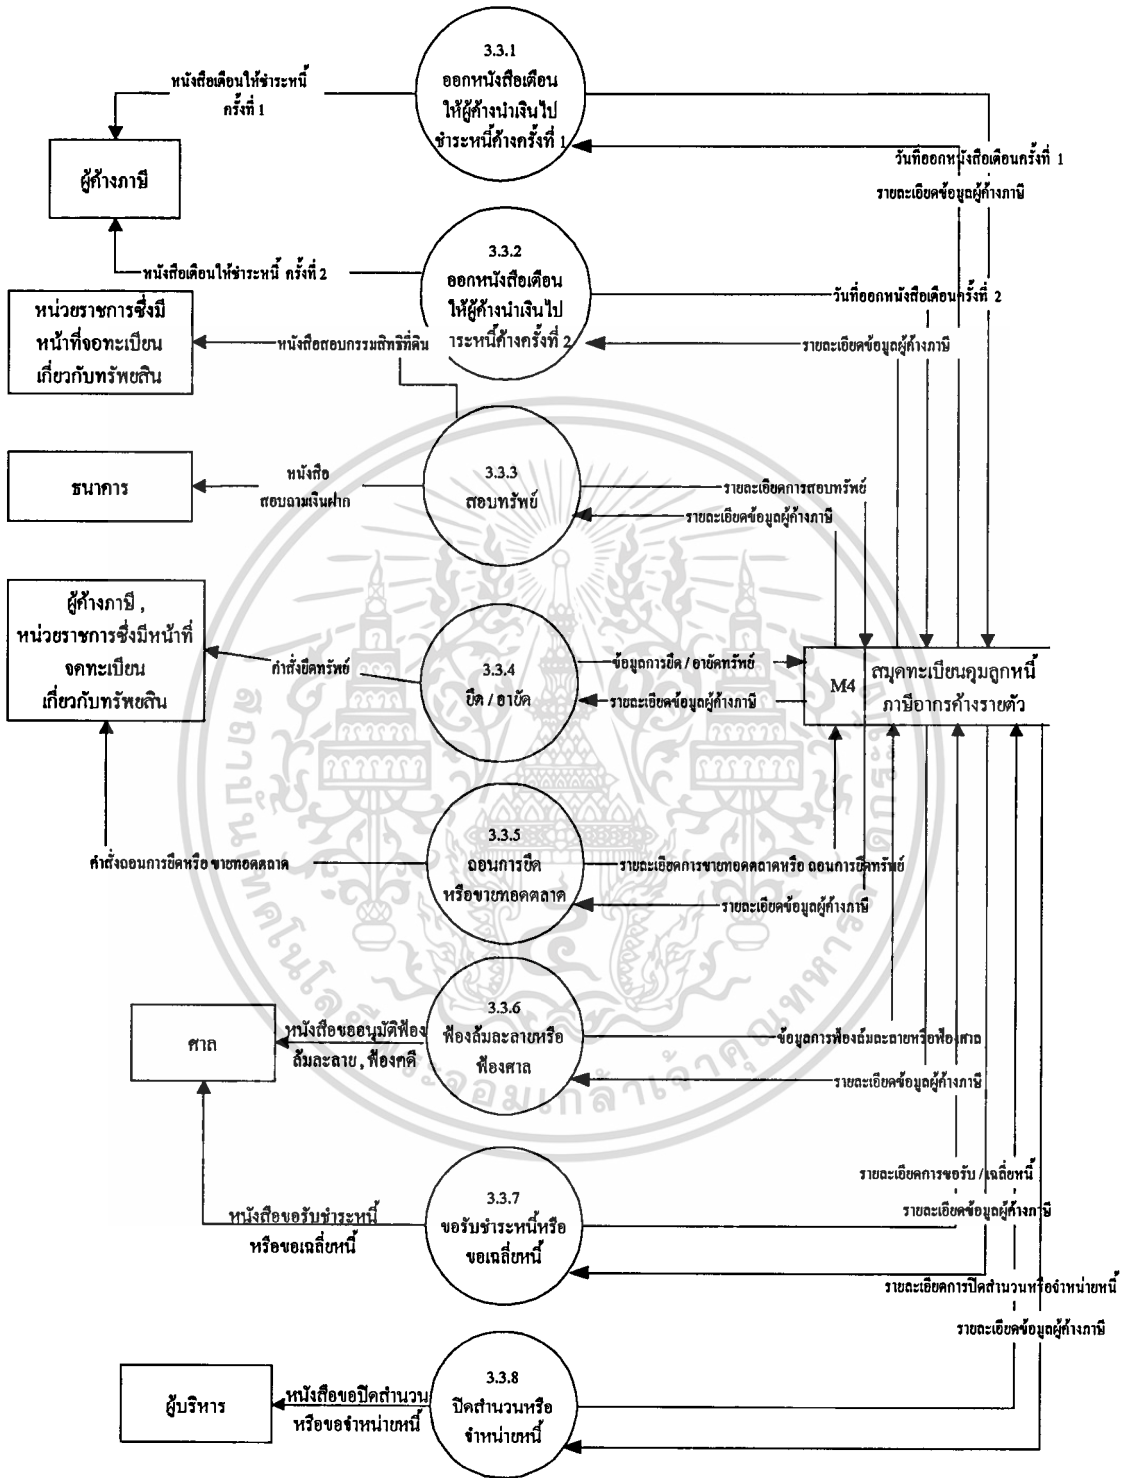 3.3.1
ออกหนังสือเตือน
ให้ผู้ค้างนำเงินไป
ชำระหนี้ค้างครั้งที่ 1
หนังสือเตือนให้ชำระหนี้
ครั้งที่ 1
ผู้ค้างภาษี
วันที่ออกหนังสือเตือนครั้งที่ 1
รายละเอียดข้อมูลผู้ค้างภาษี
3.3.2
ออกหนังสือเตือน
ให้ผู้ค้างนำเงินไป
าระหนี้ค้างครั้งที่ 2
หนังสือเตือนให้ชำระหนี้ ครั้งที่ 2
วันที่ออกหนังสือเตือนครั้งที่ 2
รายละเอียดข้อมูลผู้ค้างภาษี
หน่วยราชการซึ่งมี
หน้าที่จอทะเบียน
เกี่ยวกับทรัพยสิน
หนังสือสอบกรรมสิทธิที่ดิน
3.3.3
สอบทรัพย์
ธนาคาร
หนังสือ
สอบถามเงินฝาก
รายละเอียดการสอบทรัพย์
รายละเอียดข้อมูลผู้ค้างภาษี
ผู้ค้างภาษี ,
หน่วยราชการซึ่งมีหน้าที่
จดทะเบียน
เกี่ยวกับทรัพยสิน
คำสั่งยึดทรัพย์
3.3.4
ยึด / อายัด
ข้อมูลการยึด / อายัดทรัพย์
รายละเอียดข้อมูลผู้ค้างภาษี
M4
สมุดทะเบียนคุมลูกหนี้
ภาษีอากรค้างรายตัว
3.3.5
ถอนการยึด
หรือขายทอดตลาด
คำสั่งถอนการยึดหรือ ขายทอดตลาด
รายละเอียดการขายทอดตลาดหรือ ถอนการยึดทรัพย์
รายละเอียดข้อมูลผู้ค้างภาษี
3.3.6
ฟ้องล้มละลายหรือ
ฟ้องศาล
ศาล
หนังสือขออนุมัติฟ้อง
ล้มละลาย , ฟ้องคดี
ข้อมูลการฟ้องล้มละลายหรือฟ้องศาล
รายละเอียดข้อมูลผู้ค้างภาษี
3.3.7
ขอรับชำระหนี้หรือ
ขอเฉลี่ยหนี้
หนังสือขอรับชำระหนี้
หรือขอเฉลี่ยหนี้
รายละเอียดการขอรับ / เฉลี่ยหนี้
รายละเอียดข้อมูลผู้ค้างภาษี
รายละเอียดการปิดสำนวนหรือจำหน่ายหนี้
รายละเอียดข้อมูลผู้ค้างภาษี
3.3.8
ปิดสำนวนหรือ
จำหน่ายหนี้
ผู้บริหาร
หนังสือขอปิดสำนวน
หรือขอจำหน่ายหนี้